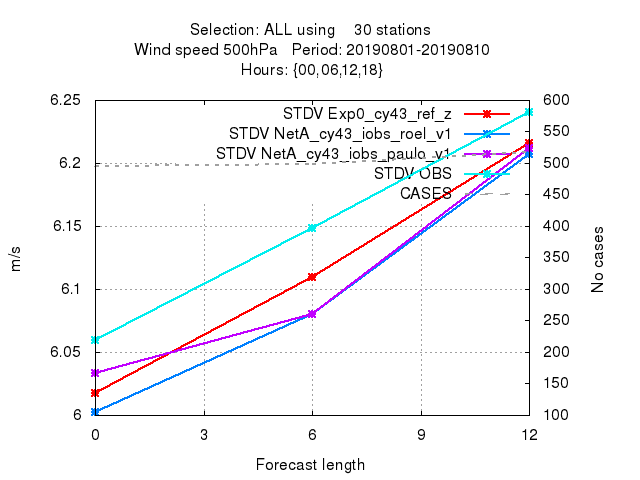 Selection: ALL using 30 stations
Wind speed 500hPa Period: 20190801-20190810
Hours: {00,06,12,18}
STDV Exp0_cy43_ref_z
STDV NetA_cy43_iobs_roel_v1
STDV NetA_cy43_iobs_paulo_v1
STDV OBS
CASES
6.25
6.2
6.15
6.1
6.05
6
m/s
600
550
500
450
400
350
300
250
200
150
100
No cases
0 3 6 9 12
Forecast length